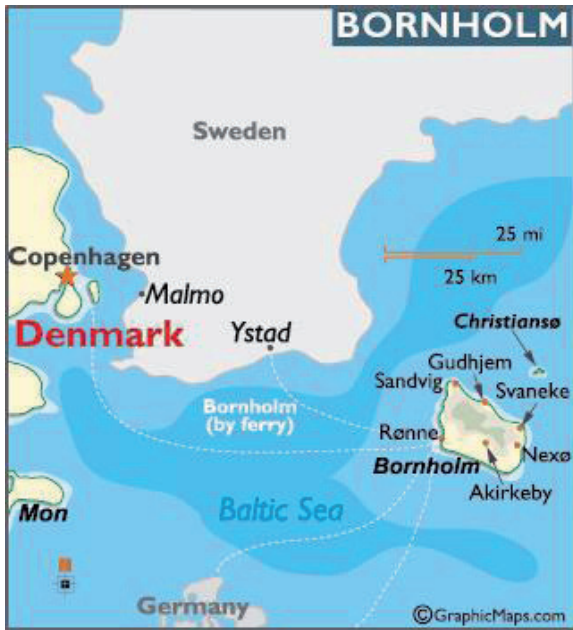 BORNHOLM
Sweden
25 mi
Copenhagen
25 km
Malmo
Christiansø
Denmark
Ystad
Gudhjem
Sandvig
Svaneke
Bornholm
(by ferry)
Rønne
Nexø
Bornholm
Akirkeby
Mon
Baltic Sea
Germany
©GraphicMaps.com